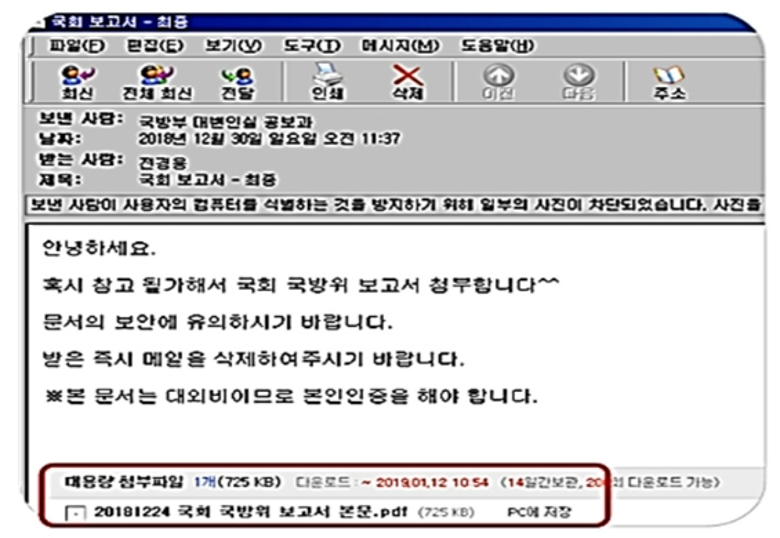 국회 보고서 - 최종
파일(F) 편집(E) 보기(V) 도구(T) 메시지(M) 도움말(H)
회신 전체 회신 전달 인쇄 삭제 이전 다음 주소
보낸 사람: 국방부 대변인실 공보과
날짜: 2018년 12월 30일 일요일 오전 11:37
받는 사람: 전경웅
제목: 국회 보고서 - 최종
보낸 사람이 사용자의 컴퓨터를 식별하는 것을 방지하기 위해 일부의 사진이 차단되었습니다. 사진을
안녕하세요.
혹시 참고 될가해서 국회 국방위 보고서 첨부합니다^^
문서의 보안에 유의하시기 바랍니다.
받은 즉시 메일을 삭제하여주시기 바랍니다.
※본 문서는 대외비이므로 본인인증을 해야 합니다.
대용량 첨부파일 1개(725 KB) 다운로드 : ~ 2019.01.12 10:54 (14일간보관, 다운로드 가능)
20181224 국회 국방위 보고서 본문.pdf (725 KB) PC에 저장